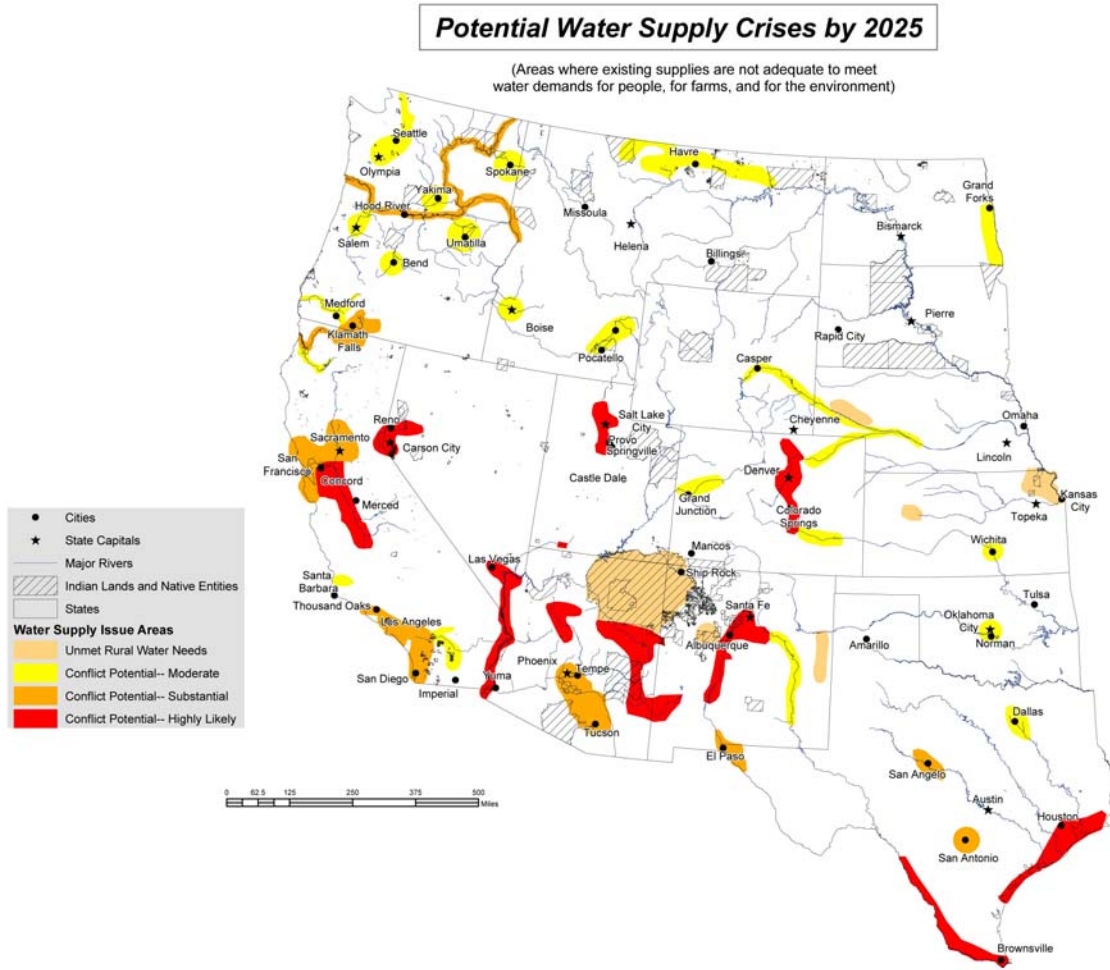 Potential Water Supply Crises by 2025
(Areas where existing supplies are not adequate to meet
water demands for people, for farms, and for the environment)
Seattle
Olympia
Spokane
Yakima
Hood River
Salem
Umatilla
Bend
Missoula
Helena
Havre
Billings
Grand
Forks
Bismarck
Pierre
Rapid City
Medford
Klamath
Falls
Boise
Pocatello
Casper
Cheyenne
Omaha
Lincoln
Reno
Carson City
Sacramento
San
Francisco
Concord
Merced
Salt Lake
City
Provo
Springville
Castle Dale
Grand
Junction
Denver
Colorado
Springs
Kansas
City
Topeka
Wichita
Mancos
Ship Rock
Las Vegas
Santa
Barbara
Thousand Oaks
Los Angeles
San Diego
Imperial
Yuma
Phoenix
Tempe
Tucson
Santa Fe
Albuquerque
Amarillo
Tulsa
Oklahoma
City
Norman
Dallas
El Paso
San Angelo
Austin
Houston
San Antonio
Brownsville
Cities
State Capitals
Major Rivers
Indian Lands and Native Entities
States
Water Supply Issue Areas
Unmet Rural Water Needs
Conflict Potential-- Moderate
Conflict Potential-- Substantial
Conflict Potential-- Highly Likely
0 62.5 125 250 375 500
Miles